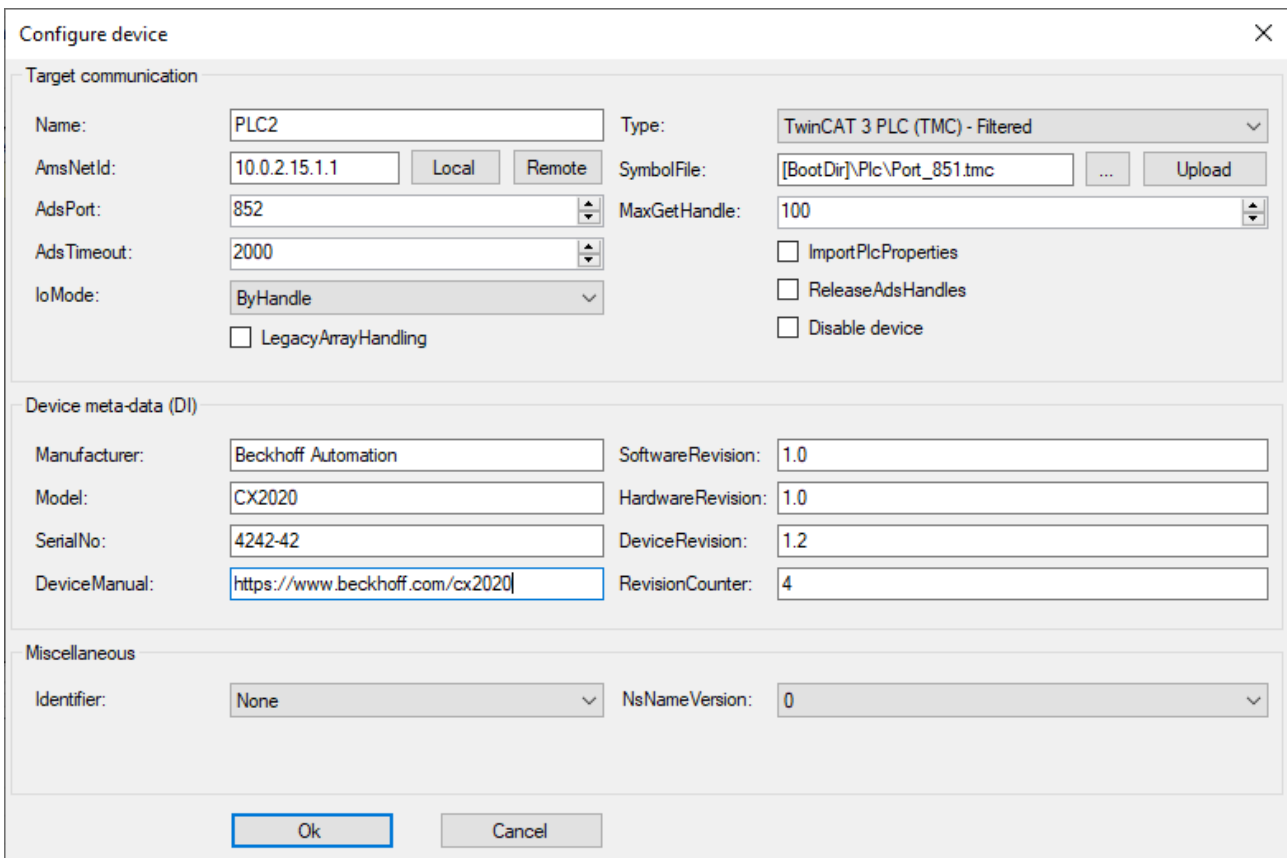 Configure device
Target communication
Name: PLC2 Type: TwinCAT 3 PLC (TMC) - Filtered
AmsNetId: 10.0.2.15.1.1 Local Remote SymbolFile: [BootDir]\Plc\Port_851.tmc ... Upload
AdsPort: 852 MaxGetHandle: 100
AdsTimeout: 2000 ImportPlcProperties
IoMode: ByHandle ReleaseAdsHandles
LegacyArrayHandling Disable device
Device meta-data (DI)
Manufacturer: Beckhoff Automation SoftwareRevision: 1.0
Model: CX2020 HardwareRevision: 1.0
SerialNo: 4242-42 DeviceRevision: 1.2
DeviceManual: https://www.beckhoff.com/cx2020 RevisionCounter: 4
Miscellaneous
Identifier: None NsNameVersion: 0
Ok Cancel